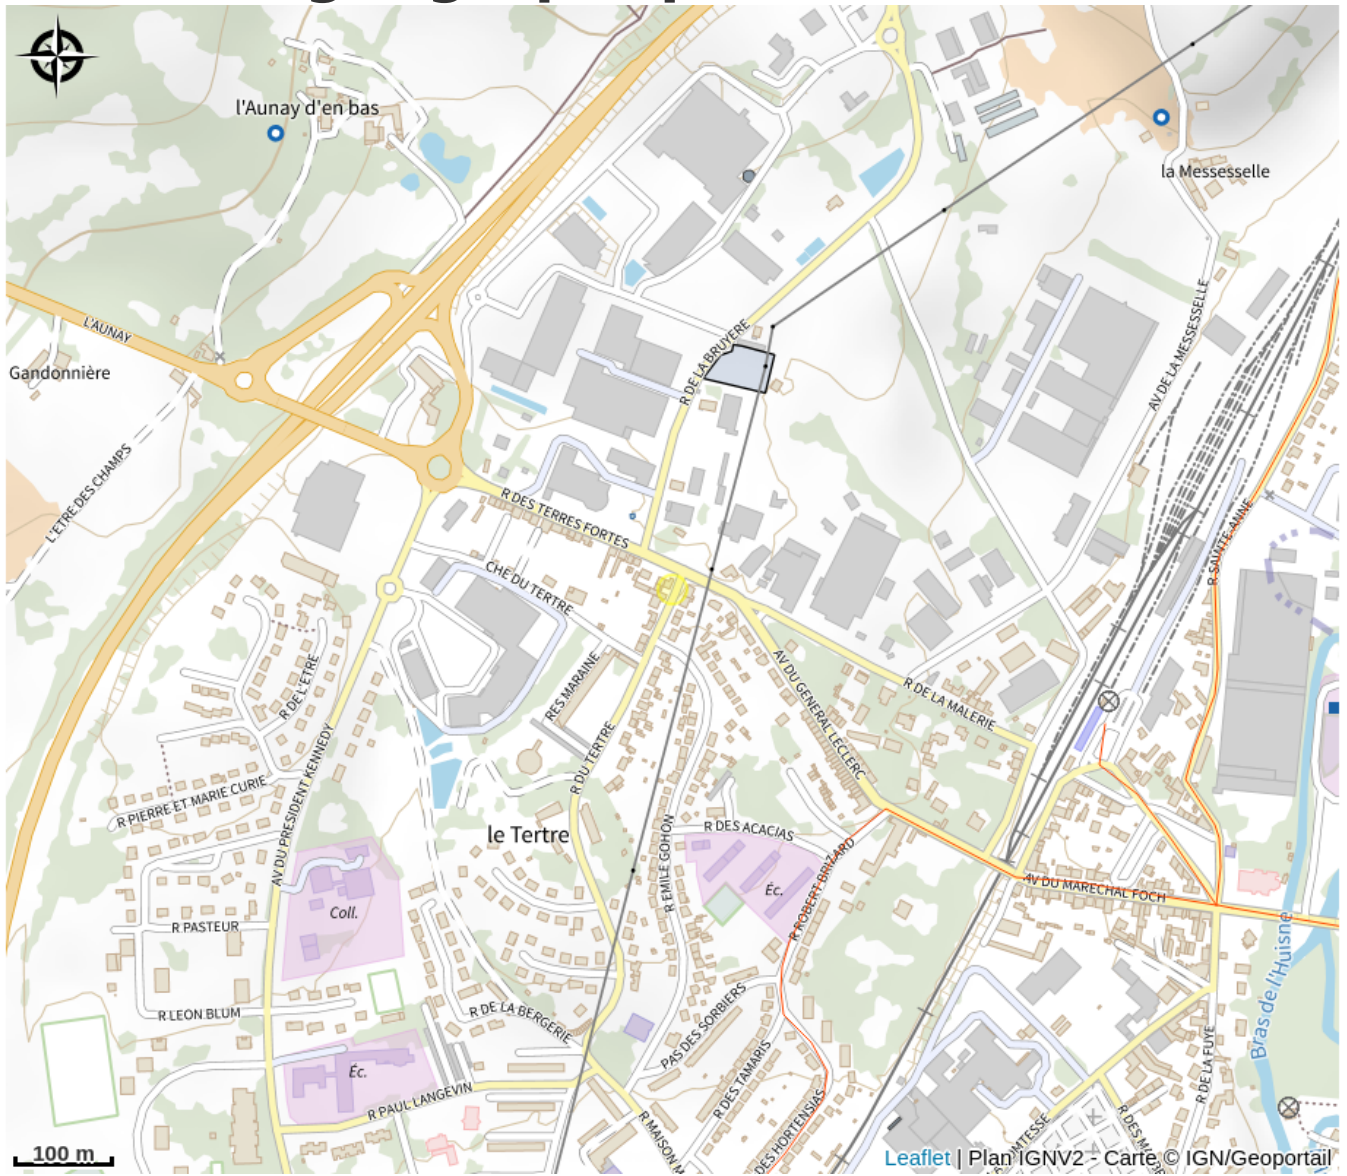 l'Aunay d'en bas
la Messesselle
L'AUNAY
Gandonnière
R DE LA BRUYERE
AV DE LA MESSESSELLE
L'ETRE DES CHAMPS
R DES TERRES FORTES
R SAINTE-ANNE
CHE DU TERTRE
RES MARAINE
R DE L'ETRE
AV DU GENERAL LECLERC
R DE LA MALERIE
R DU TERTRE
AV DU PRESIDENT KENNEDY
R PIERRE ET MARIE CURIE
le Tertre
R DES ACACIAS
R EMILE GOHON
R ROBERT BRIZARD
Éc.
AV DU MARECHAL FOCH
Coll.
R PASTEUR
Bras de l'Huisne
R LEON BLUM
R DE LA BERGERIE
PAS DES SORBIERS
R DES TAMARIS
R DE LA FUYE
Éc.
R PAUL LANGEVIN
R MAISON
DES HORTENSIAS
100 m
Leaflet | Plan IGNV2 - Carte © IGN/Geoportail